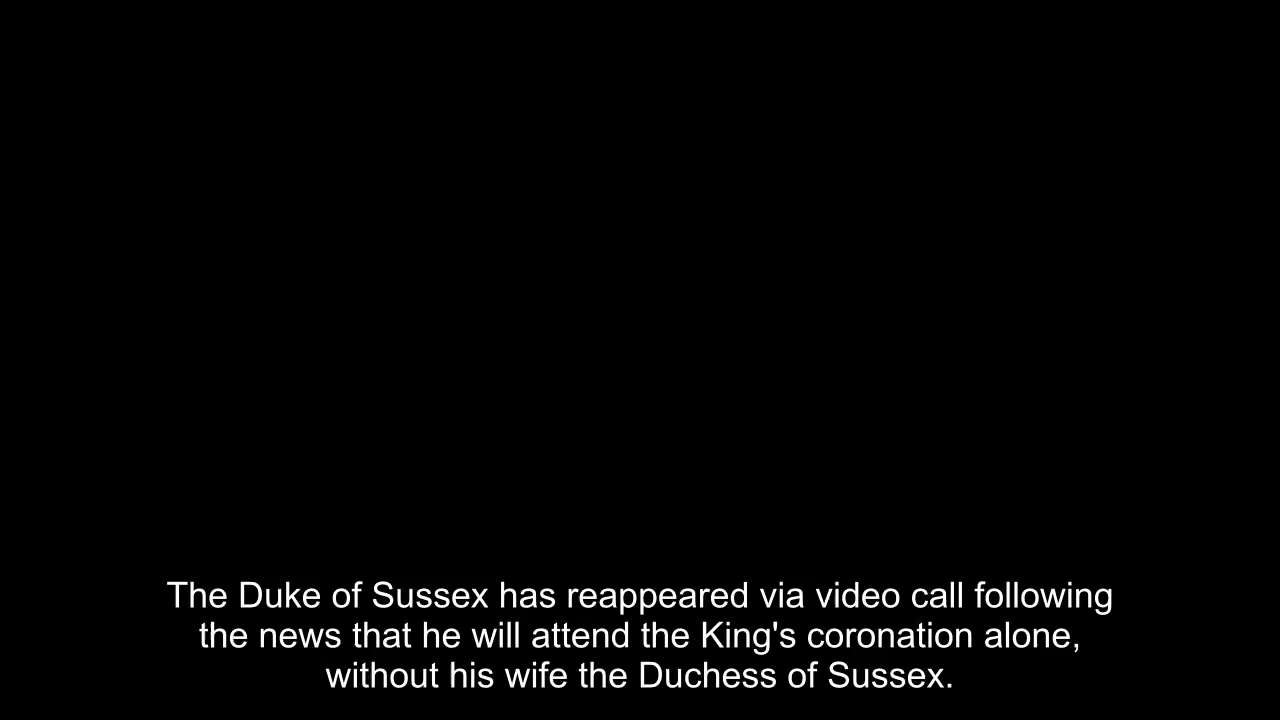 The Duke of Sussex has reappeared via video call following
the news that he will attend the King's coronation alone,
without his wife the Duchess of Sussex.